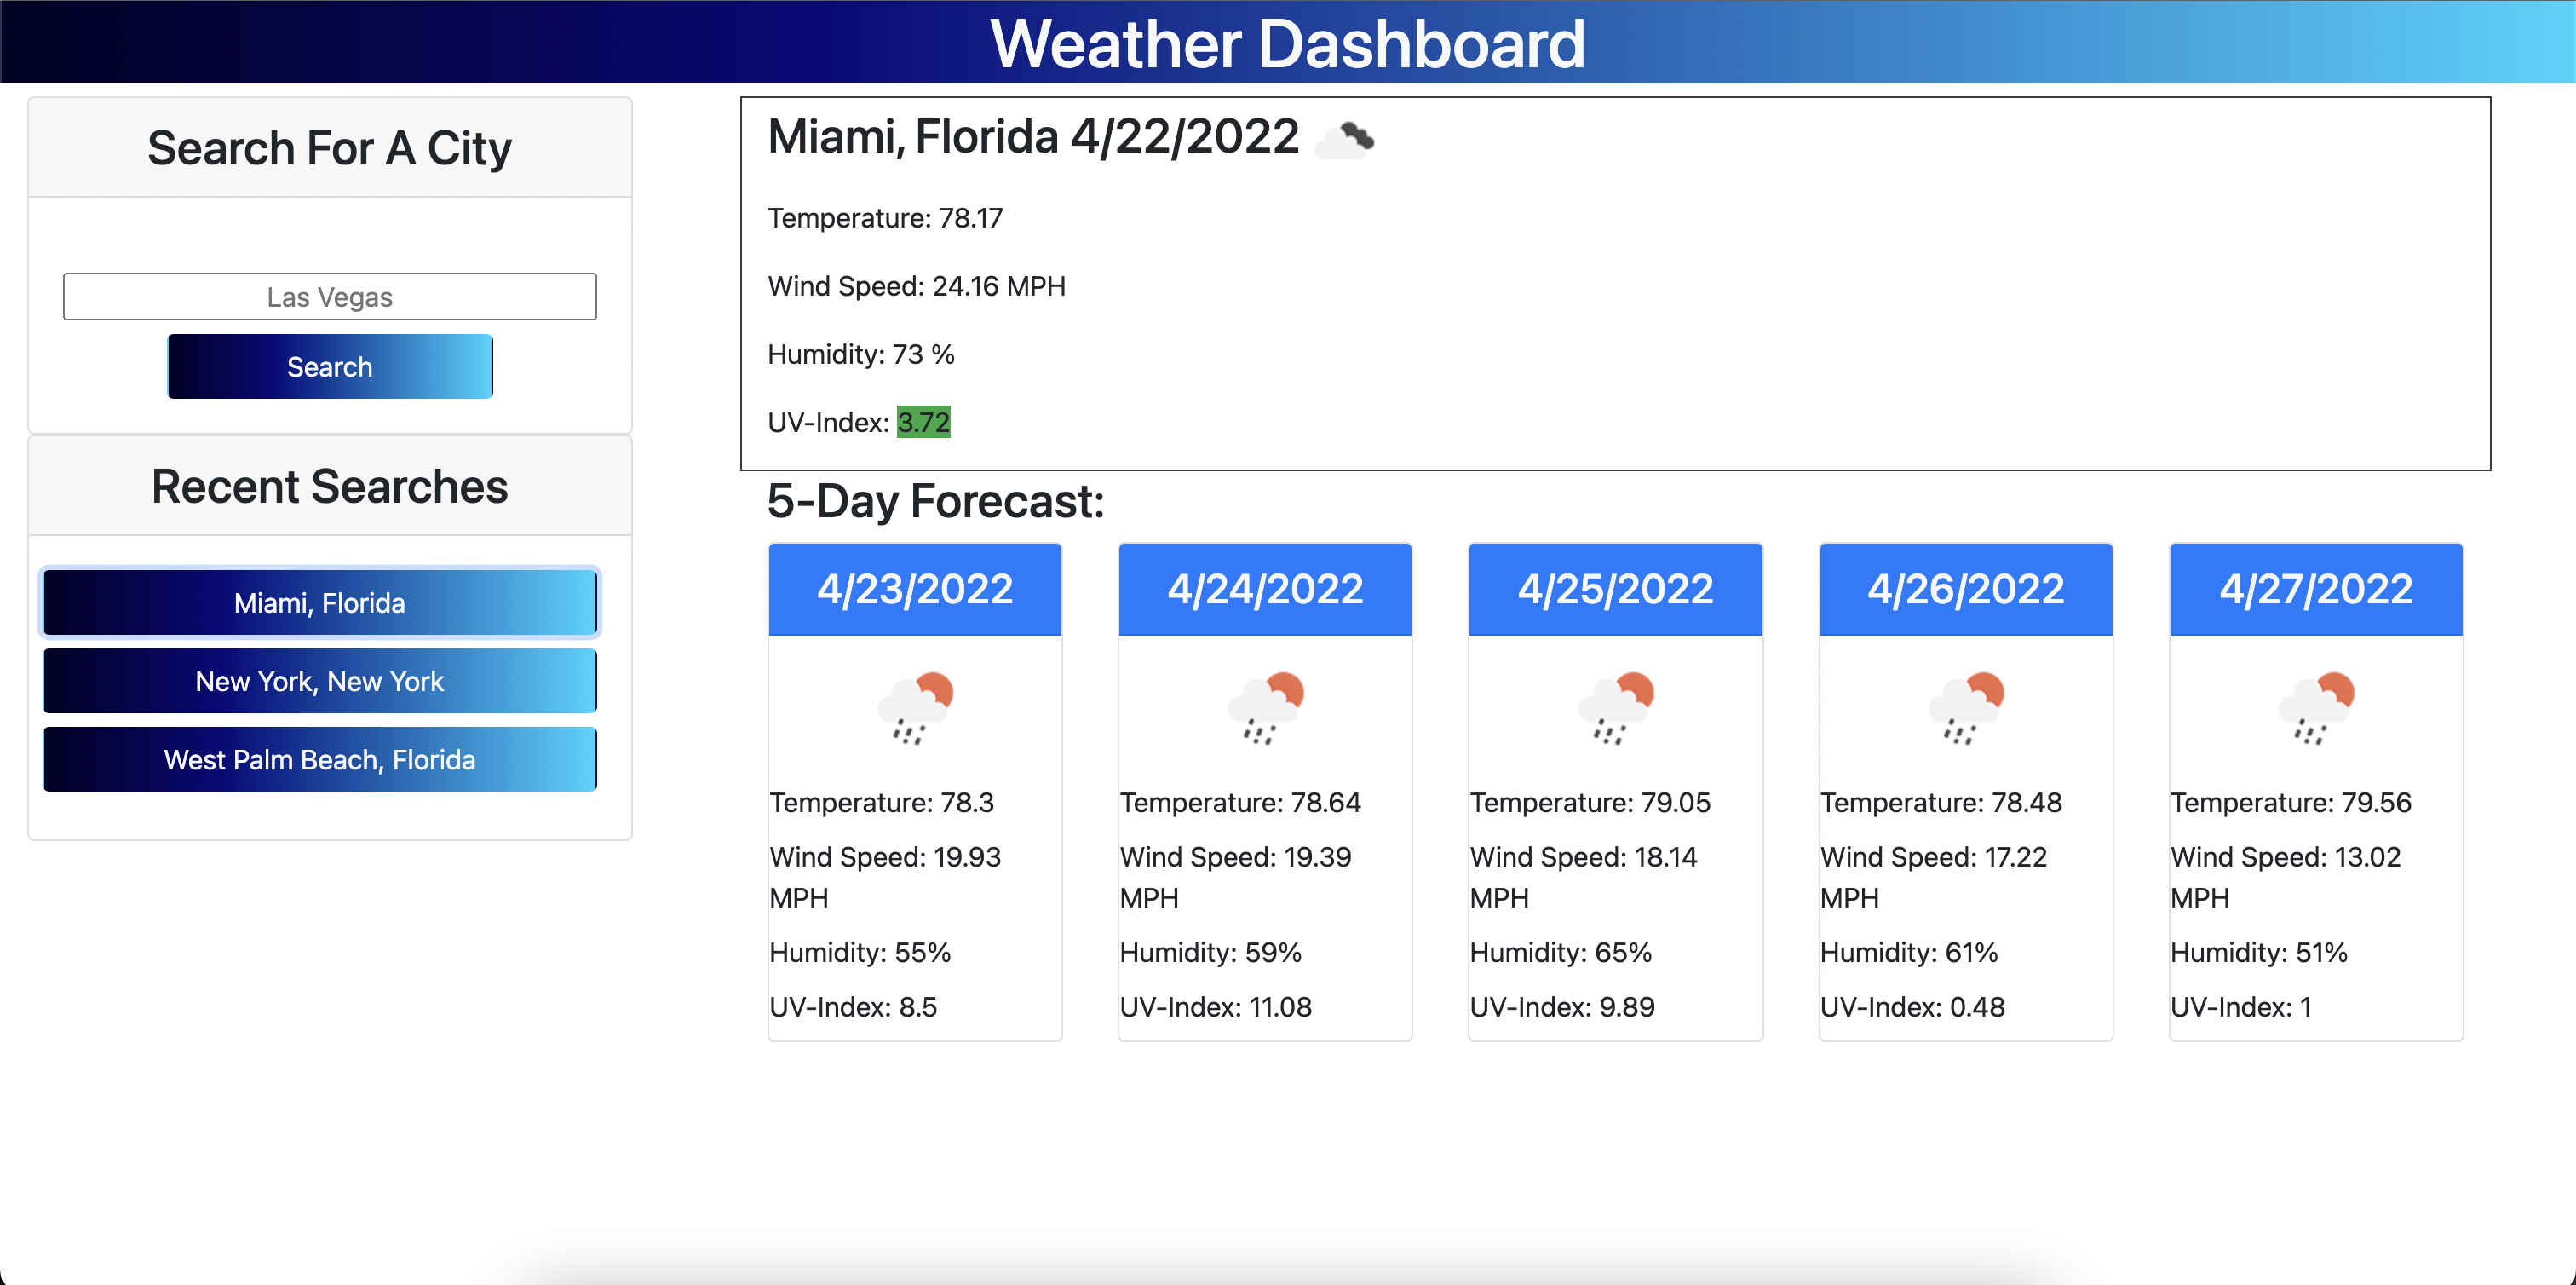 Weather Dashboard
Search For A City
Las Vegas
Search
Recent Searches
Miami, Florida
New York, New York
West Palm Beach, Florida
Miami, Florida 4/22/2022
Temperature: 78.17
Wind Speed: 24.16 MPH
Humidity: 73 %
UV-Index: 3.72
5-Day Forecast:
4/23/2022
Temperature: 78.3
Wind Speed: 19.93
MPH
Humidity: 55%
UV-Index: 8.5
4/24/2022
Temperature: 78.64
Wind Speed: 19.39
MPH
Humidity: 59%
UV-Index: 11.08
4/25/2022
Temperature: 79.05
Wind Speed: 18.14
MPH
Humidity: 65%
UV-Index: 9.89
4/26/2022
Temperature: 78.48
Wind Speed: 17.22
MPH
Humidity: 61%
UV-Index: 0.48
4/27/2022
Temperature: 79.56
Wind Speed: 13.02
MPH
Humidity: 51%
UV-Index: 1